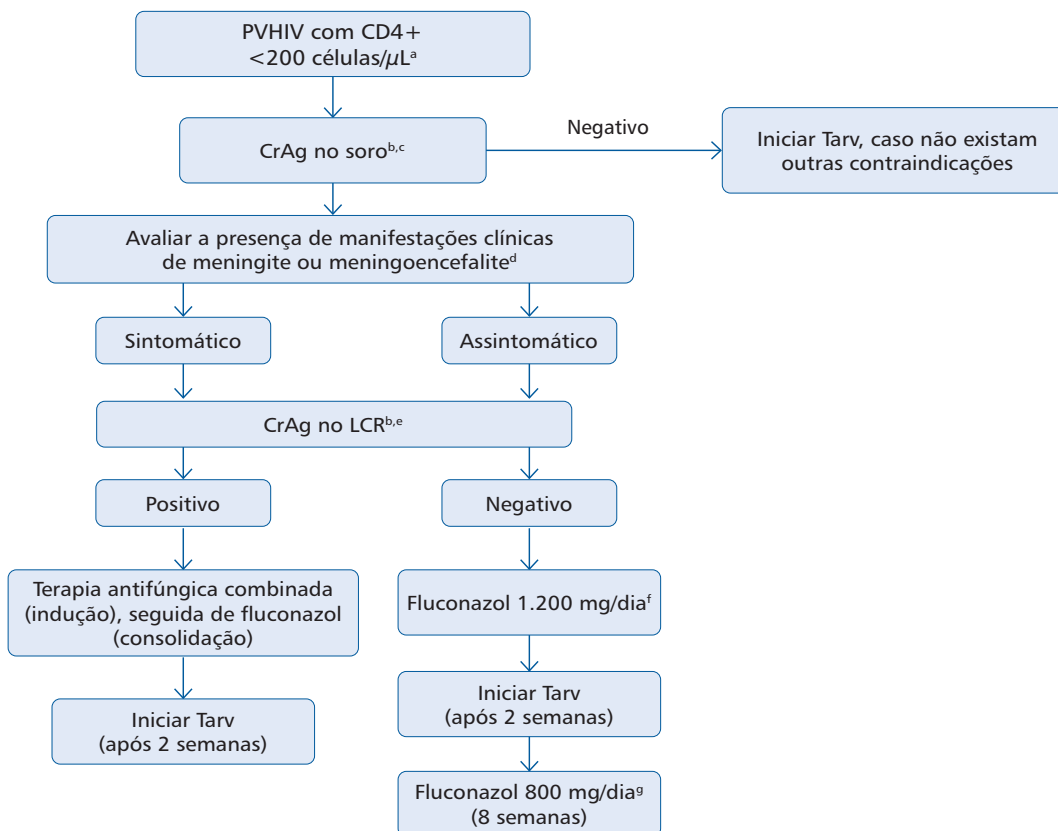 PVHIV com CD4+
<200 células/µLᵃ
Negativo
CrAg no soroᵇ,ᶜ
Iniciar Tarv, caso não existam
outras contraindicações
Avaliar a presença de manifestações clínicas
de meningite ou meningoencefaliteᵈ
Sintomático
Assintomático
CrAg no LCRᵇ,ᵉ
Positivo
Negativo
Terapia antifúngica combinada
(indução), seguida de fluconazol
(consolidação)
Fluconazol 1.200 mg/diaᶠ
Iniciar Tarv
(após 2 semanas)
Iniciar Tarv
(após 2 semanas)
Fluconazol 800 mg/diaᵍ
(8 semanas)